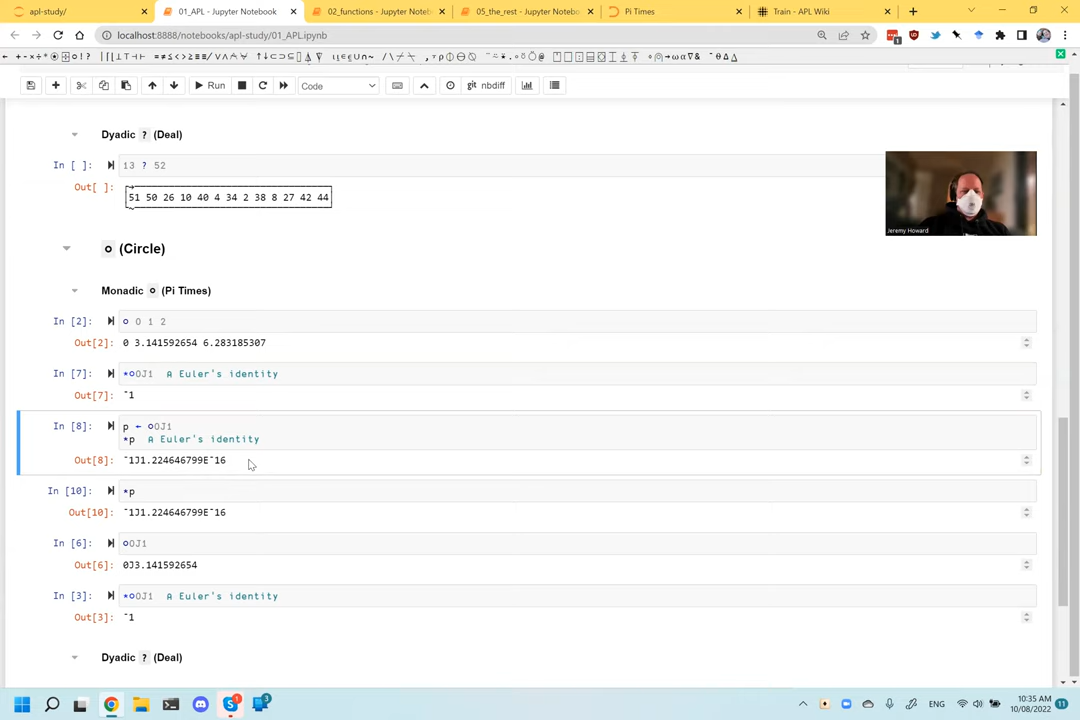 apl-study/
01_APL - Jupyter Notebook
02_functions - Jupyter Notebook
05_the_rest - Jupyter Notebook
Pi Times
Train - APL Wiki
localhost:8888/notebooks/apl-study/01_APL.ipynb
Run
Code
git nbdiff
Dyadic ? (Deal)
In [ ]:
13 ? 52
Out[ ]:
51 50 26 10 40 4 34 2 38 8 27 42 44
Jeremy Howard
○ (Circle)
Monadic ○ (Pi Times)
In [2]:
○ 0 1 2
Out[2]:
0 3.141592654 6.283185307
In [7]:
*○0J1 ⍝ Euler's identity
Out[7]:
¯1
In [8]:
p ← ○0J1
*p ⍝ Euler's identity
Out[8]:
¯1J1.224646799E¯16
In [10]:
*p
Out[10]:
¯1J1.224646799E¯16
In [6]:
○0J1
Out[6]:
0J3.141592654
In [3]:
*○0J1 ⍝ Euler's identity
Out[3]:
¯1
Dyadic ? (Deal)
ENG
10:35 AM
10/08/2022